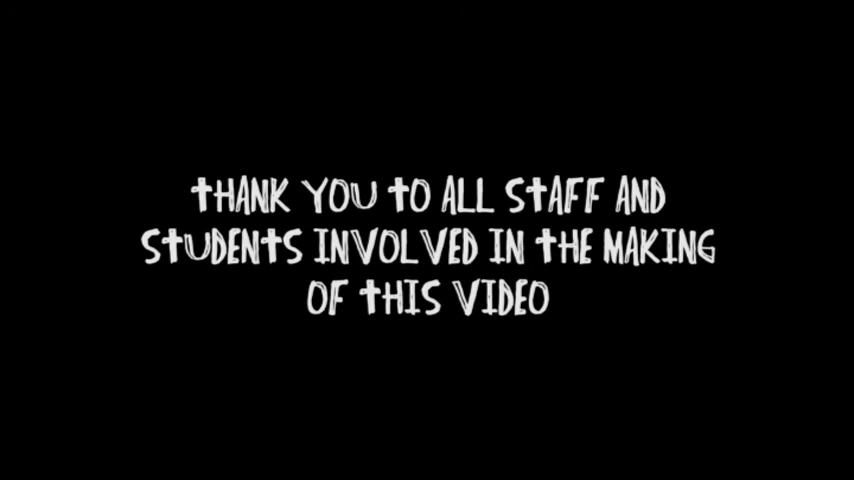 THANK YOU TO ALL STAFF AND
STUDENTS INVOLVED IN THE MAKING
OF THIS VIDEO